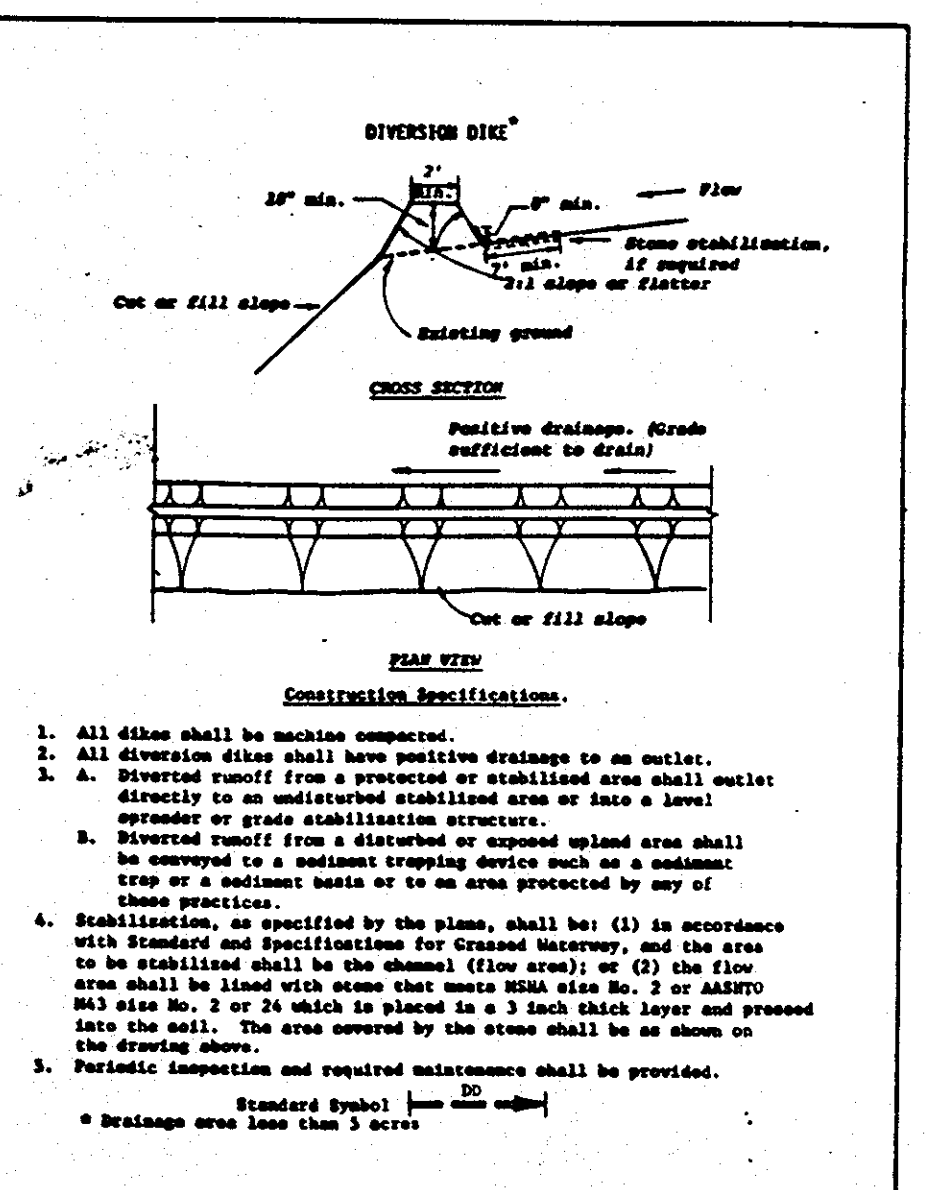 DIVERSION DIKE*
2'
min.
18" min.
8" min.
Flow
Stone stabilisation,
if required
7' min.
2:1 slope or flatter
Cut or fill slope
Existing ground
CROSS SECTION
Positive drainage. (Grade
sufficient to drain)
Cut or fill slope
PLAN VIEW
Construction Specifications.
1. All dikes shall be machine compacted.
2. All diversion dikes shall have positive drainage to an outlet.
3. A. Diverted runoff from a protected or stabilized area shall outlet
directly to an undisturbed stabilized area or into a level
spreader or grade stabilization structure.
B. Diverted runoff from a disturbed or exposed upland area shall
be conveyed to a sediment trapping device such as a sediment
trap or a sediment basin or to an area protected by any of
these practices.
4. Stabilization, as specified by the plans, shall be: (1) in accordance
with Standard and Specifications for Grassed Waterway, and the area
to be stabilized shall be the channel (flow area); or (2) the flow
area shall be lined with stone that meets MSHA size No. 2 or AASHTO
M43 size No. 2 or 24 which is placed in a 3 inch thick layer and pressed
into the soil. The area covered by the stone shall be as shown on
the drawing above.
5. Periodic inspection and required maintenance shall be provided.
DD
Standard Symbol
* Drainage area less than 5 acres